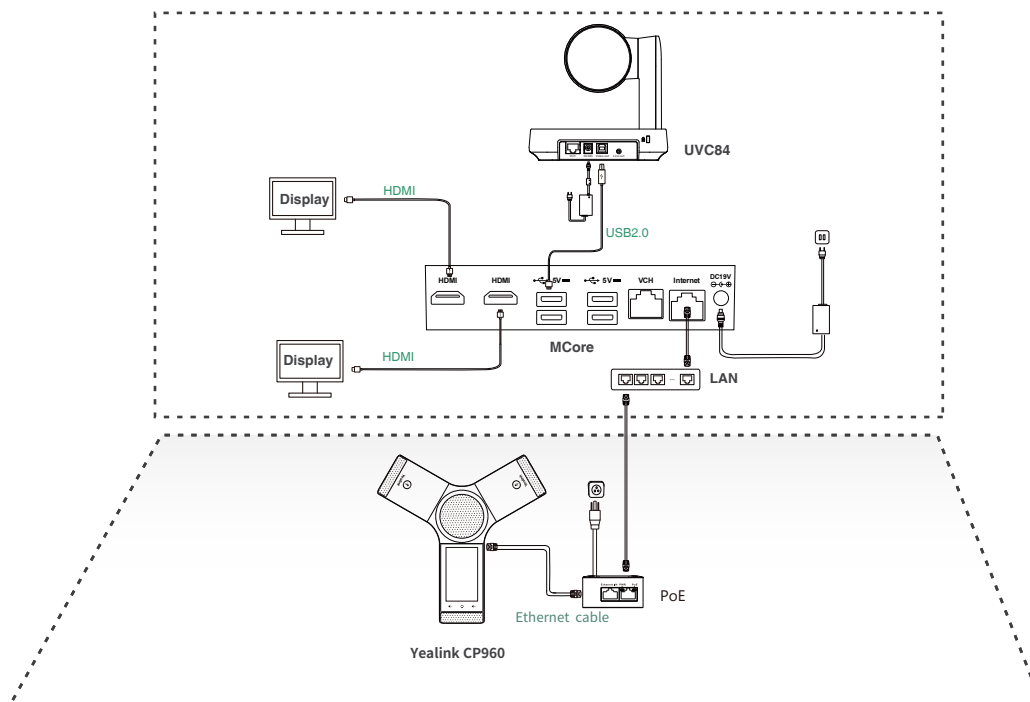 UVC84
HDMI
Display
USB2.0
HDMI
HDMI
5V
5V
VCH
Internet
DC19V
MCore
HDMI
Display
LAN
PoE
Ethernet cable
Yealink CP960